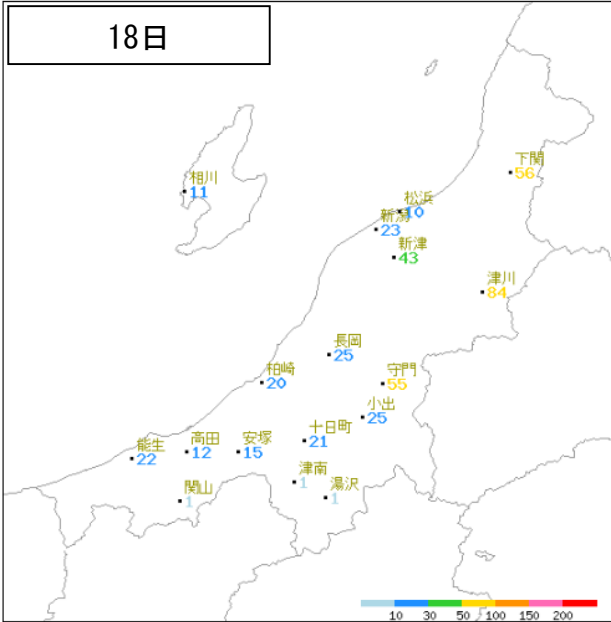 18日
下関
56
相川
11
松浜
10
新潟
23
新津
43
津川
84
長岡
25
柏崎
20
守門
55
小出
25
十日町
21
高田
12
安塚
15
能生
22
津南
1
湯沢
1
関山
1
10 30 50 100 150 200